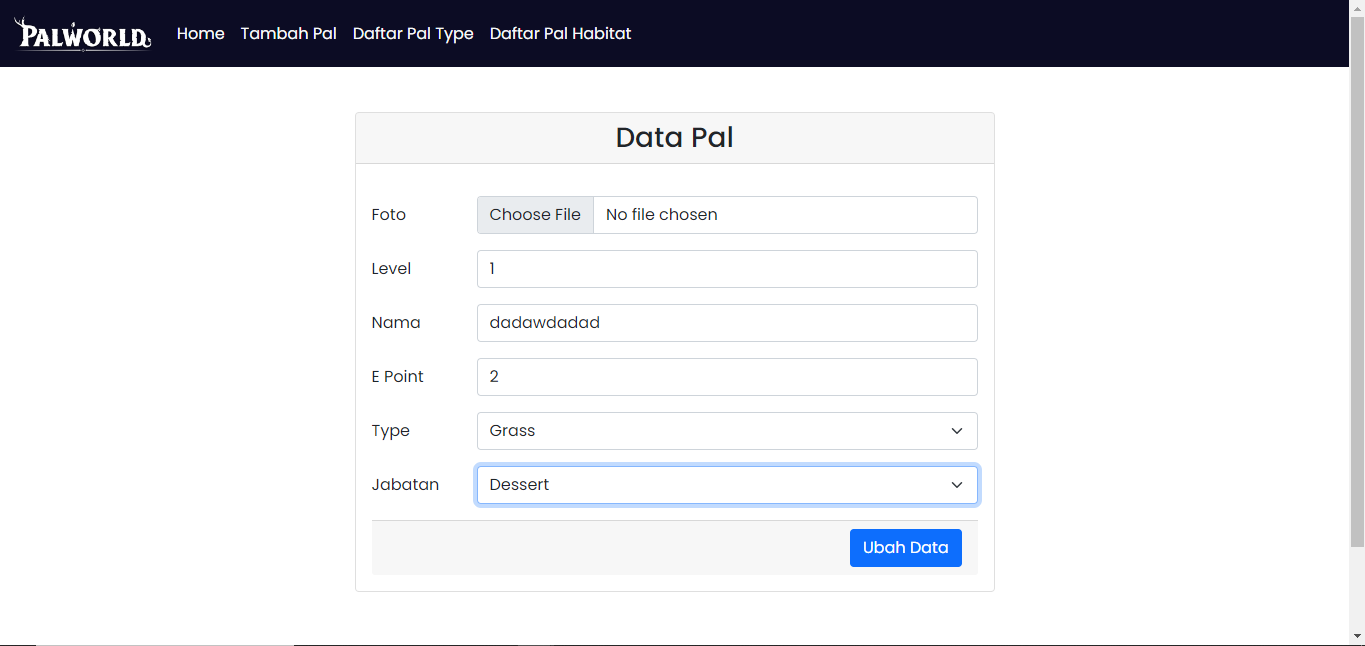 PALWORLD Home Tambah Pal Daftar Pal Type Daftar Pal Habitat
Data Pal
Foto Choose File No file chosen
Level 1
Nama dadawdadad
E Point 2
Type Grass
Jabatan Dessert
Ubah Data